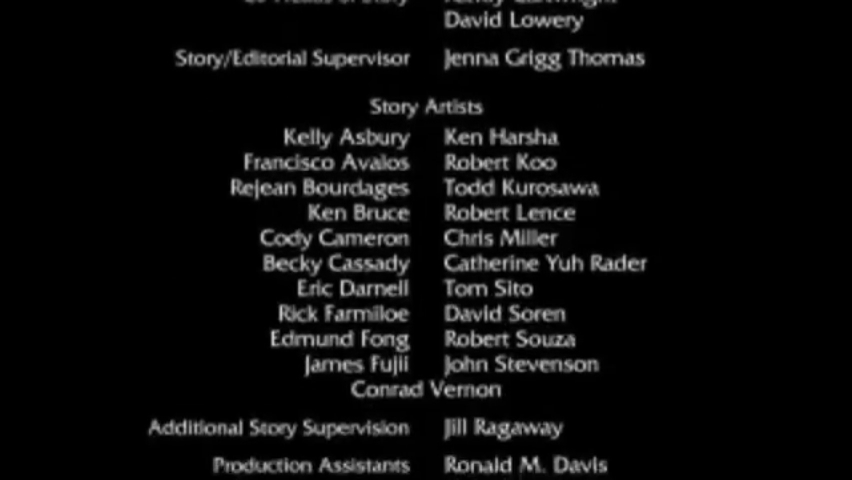 David Lowery
Story/Editorial Supervisor Jenna Grigg Thomas
Story Artists
Kelly Asbury Ken Harsha
Francisco Avalos Robert Koo
Rejean Bourdages Todd Kurosawa
Ken Bruce Robert Lence
Cody Cameron Chris Miller
Becky Cassady Catherine Yuh Rader
Eric Darnell Tom Sito
Rick Farmiloe David Soren
Edmund Fong Robert Souza
James Fujii John Stevenson
Conrad Vernon
Additional Story Supervision Jill Ragaway
Production Assistants Ronald M. Davis